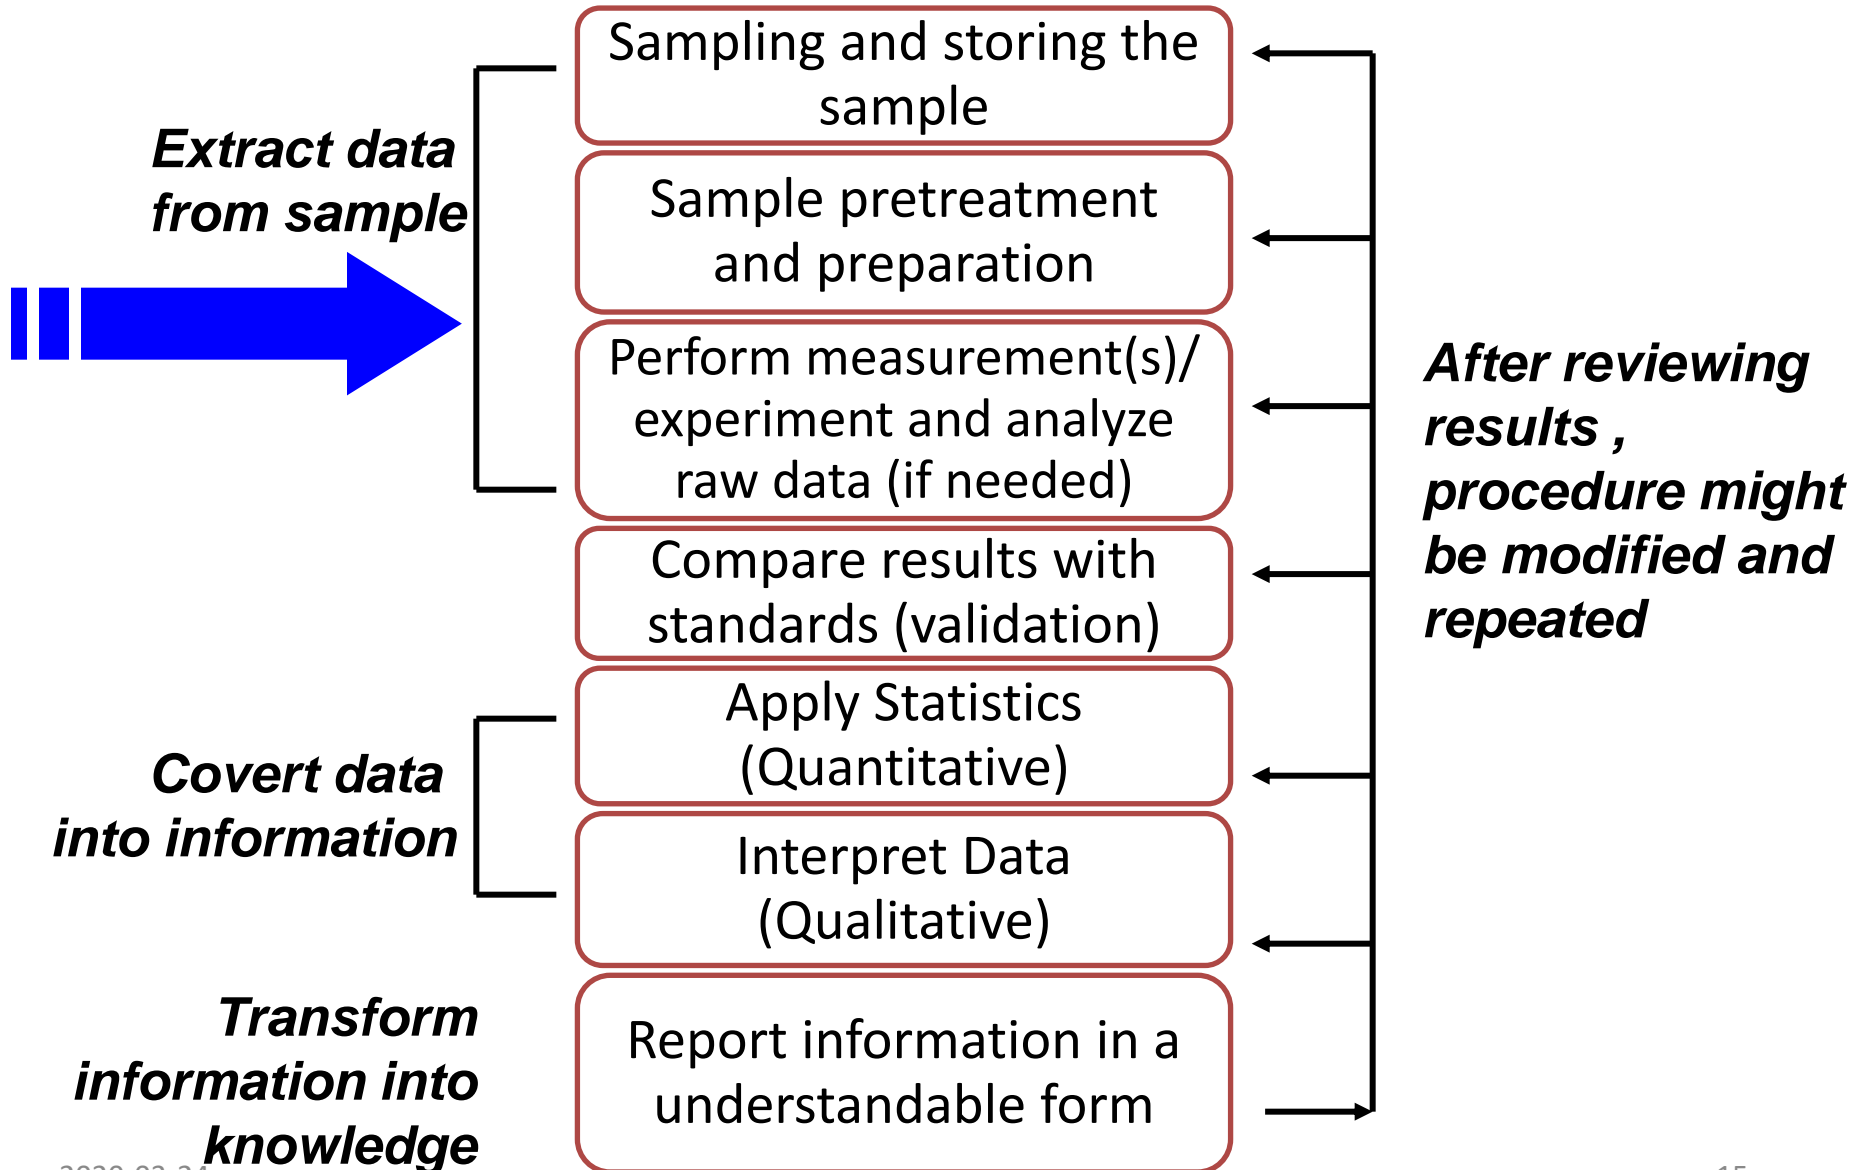 Sampling and storing the
sample
Extract data
from sample
Sample pretreatment
and preparation
Perform measurement(s)/
experiment and analyze
raw data (if needed)
After reviewing
results ,
procedure might
be modified and
repeated
Compare results with
standards (validation)
Apply Statistics
(Quantitative)
Covert data
into information
Interpret Data
(Qualitative)
Transform
information into
knowledge
Report information in a
understandable form